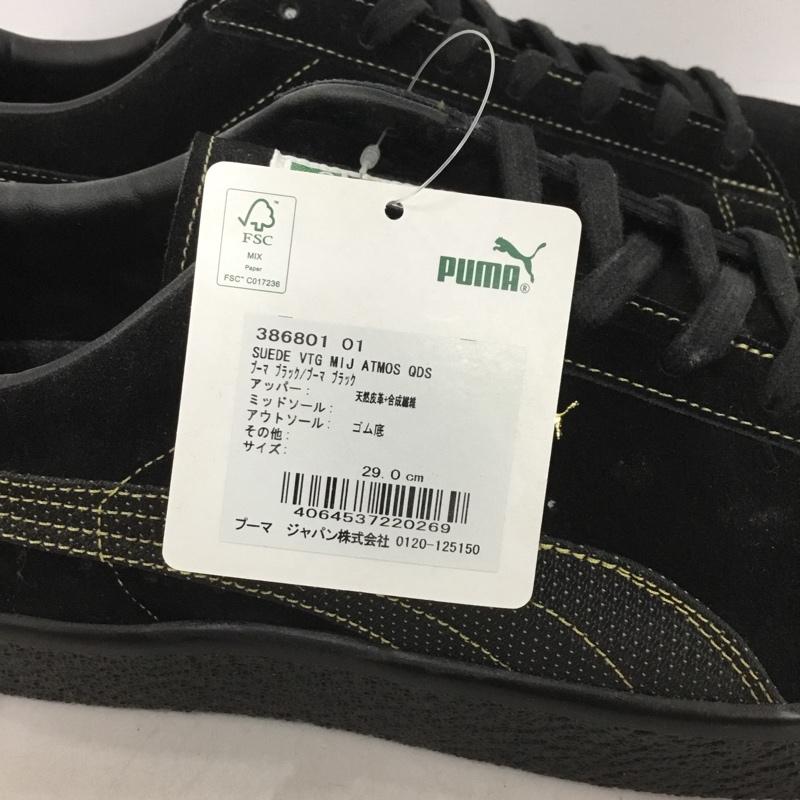 FSC™
MIX
Paper
FSC™ C017236
PUMA®
386801 01
SUEDE VTG MIJ ATMOS QDS
プーマ ブラック/プーマ ブラック
アッパー: 天然皮革+合成繊維
ミッドソール:
アウトソール: ゴム底
その他:
サイズ:
29.0 cm
4064537220269
プーマ ジャパン株式会社 0120-125150